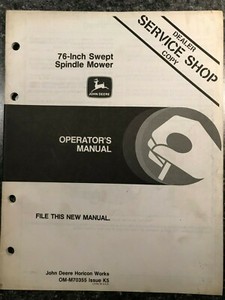 DEALER
SERVICE SHOP
COPY
76-Inch Swept
Spindle Mower
JOHN DEERE
OPERATOR'S
MANUAL
FILE THIS NEW MANUAL.
John Deere Horicon Works
OM-M70355 Issue K3